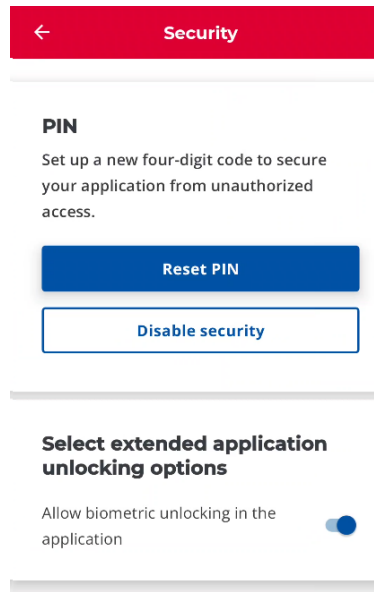 Security
PIN
Set up a new four-digit code to secure
your application from unauthorized
access.
Reset PIN
Disable security
Select extended application
unlocking options
Allow biometric unlocking in the
application